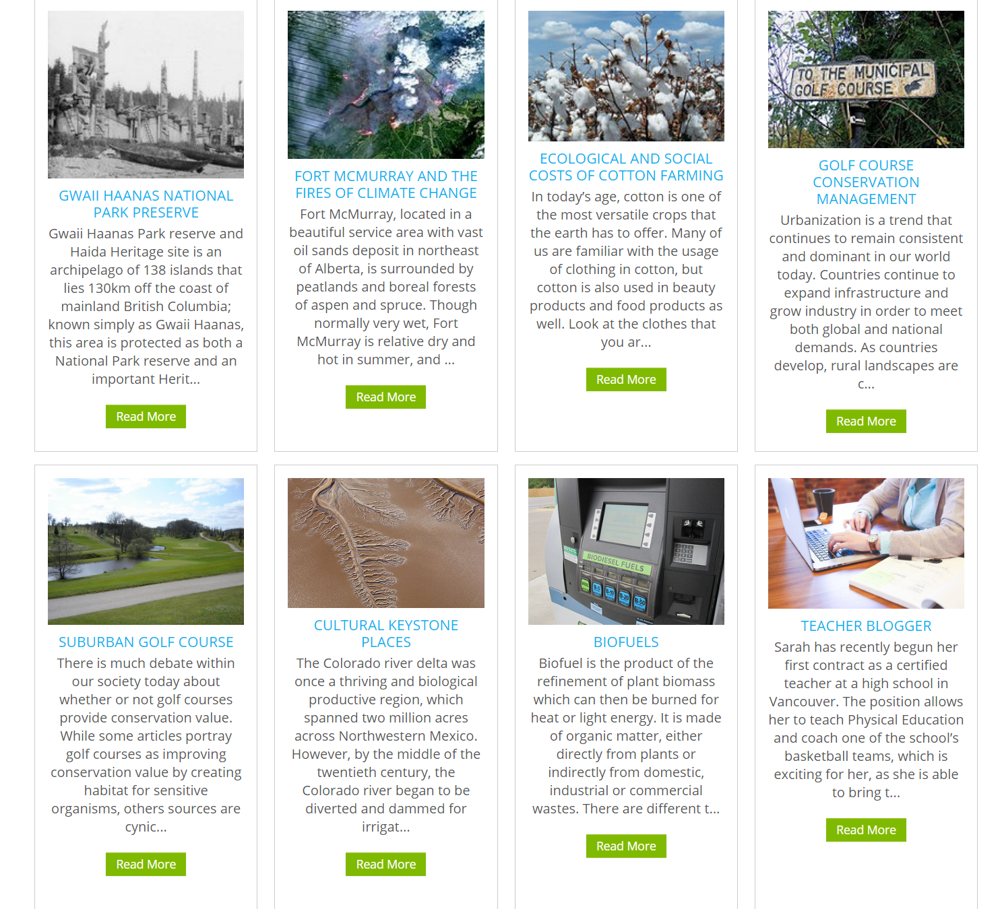 TO THE MUNICIPAL
GOLF COURSE
GWAII HAANAS NATIONAL
PARK PRESERVE
Gwaii Haanas Park reserve and
Haida Heritage site is an
archipelago of 138 islands that
lies 130km off the coast of
mainland British Columbia;
known simply as Gwaii Haanas,
this area is protected as both a
National Park reserve and an
important Herit...
Read More
FORT MCMURRAY AND THE
FIRES OF CLIMATE CHANGE
Fort McMurray, located in a
beautiful service area with vast
oil sands deposit in northeast
of Alberta, is surrounded by
peatlands and boreal forests
of aspen and spruce. Though
normally very wet, Fort
McMurray is relative dry and
hot in summer, and ...
Read More
ECOLOGICAL AND SOCIAL
COSTS OF COTTON FARMING
In today’s age, cotton is one of
the most versatile crops that
the earth has to offer. Many of
us are familiar with the usage
of clothing in cotton, but
cotton is also used in beauty
products and food products as
well. Look at the clothes that
you ar...
Read More
GOLF COURSE
CONSERVATION
MANAGEMENT
Urbanization is a trend that
continues to remain consistent
and dominant in our world
today. Countries continue to
expand infrastructure and
grow industry in order to meet
both global and national
demands. As countries
develop, rural landscapes are
c...
Read More
SUBURBAN GOLF COURSE
There is much debate within
our society today about
whether or not golf courses
provide conservation value.
While some articles portray
golf courses as improving
conservation value by creating
habitat for sensitive
organisms, others sources are
cynic...
Read More
CULTURAL KEYSTONE
PLACES
The Colorado river delta was
once a thriving and biological
productive region, which
spanned two million acres
across Northwestern Mexico.
However, by the middle of the
twentieth century, the
Colorado river began to be
diverted and dammed for
irrigat...
Read More
BIODIESEL FUELS
B-5 B-10 B-20 B-50
BIOFUELS
Biofuel is the product of the
refinement of plant biomass
which can then be burned for
heat or light energy. It is made
of organic matter, either
directly from plants or
indirectly from domestic,
industrial or commercial
wastes. There are different t...
Read More
TEACHER BLOGGER
Sarah has recently begun her
first contract as a certified
teacher at a high school in
Vancouver. The position allows
her to teach Physical Education
and coach one of the school’s
basketball teams, which is
exciting for her, as she is able
to bring t...
Read More